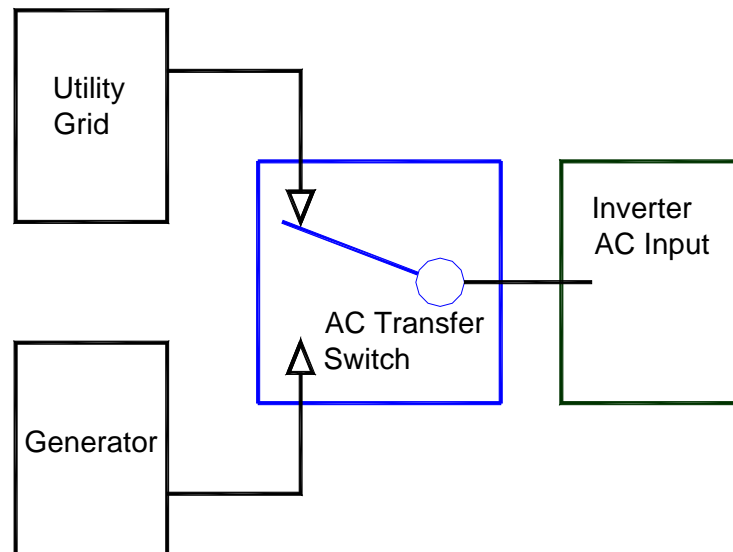 Utility
Grid
Inverter
AC Input
AC Transfer
Switch
Generator